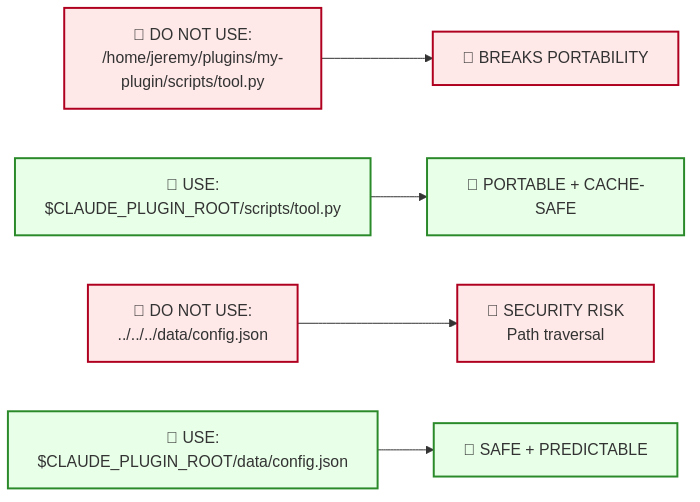 DO NOT USE:
/home/jeremy/plugins/my-
plugin/scripts/tool.py
BREAKS PORTABILITY
USE:
$CLAUDE_PLUGIN_ROOT/scripts/tool.py
PORTABLE + CACHE-
SAFE
DO NOT USE:
../../../data/config.json
SECURITY RISK
Path traversal
USE:
$CLAUDE_PLUGIN_ROOT/data/config.json
SAFE + PREDICTABLE